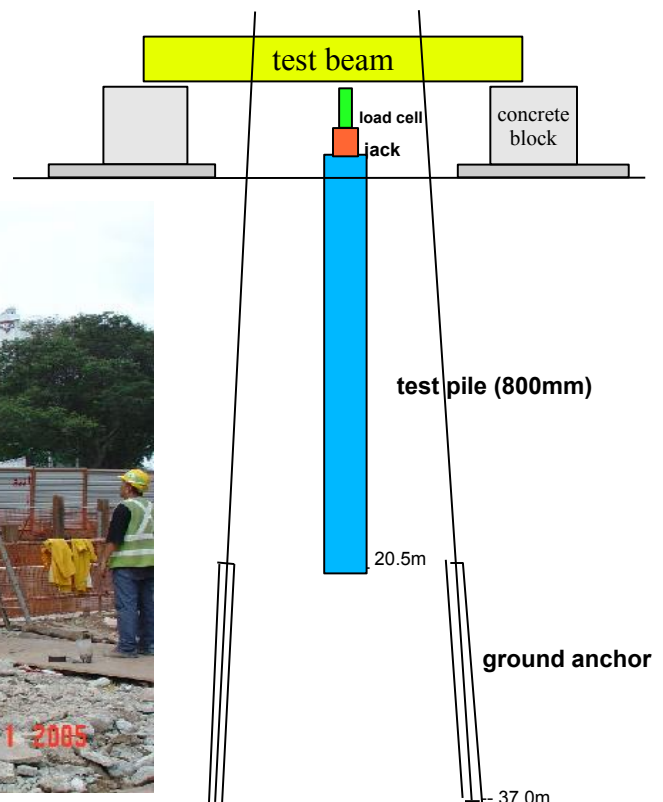 test beam
load cell
jack
concrete
block
test pile (800mm)
20.5m
ground anchor
37.0m
1 2005